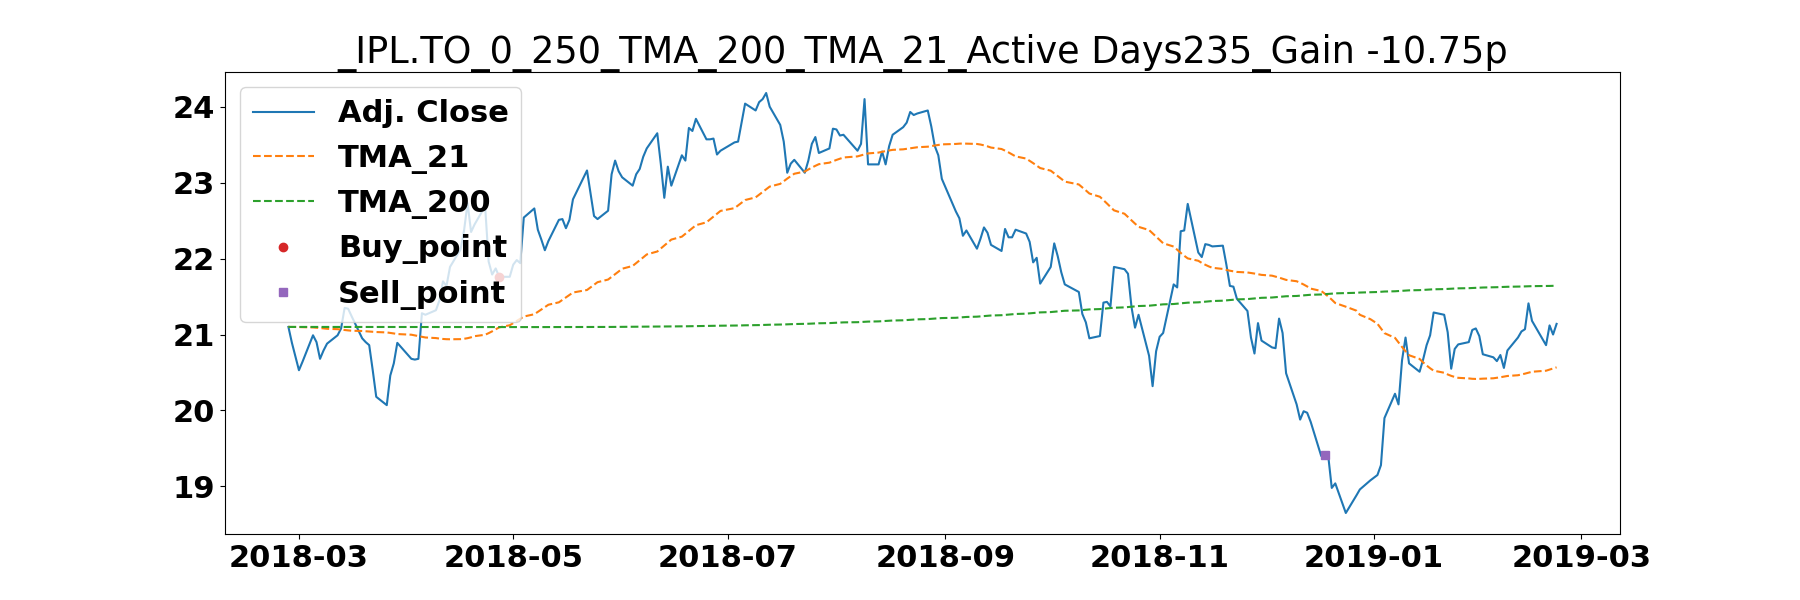 _IPL.TO_0_250_TMA_200_TMA_21_Active Days235_Gain -10.75p
Adj. Close
TMA_21
TMA_200
Buy_point
Sell_point
24
23
22
21
20
19
2018-03 2018-05 2018-07 2018-09 2018-11 2019-01 2019-03